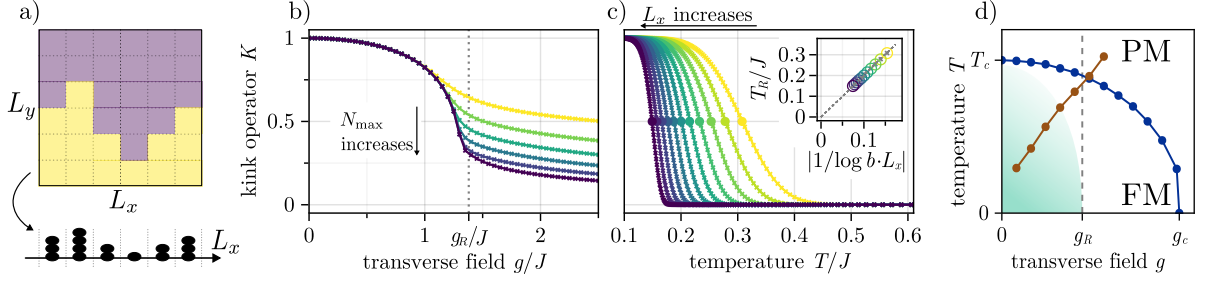 a)
L_y
L_x
L_x
b)
kink operator K
1
0.5
0
N_max
increases
0
1
g_R/J
2
transverse field g/J
c)
L_x increases
T_R/J
0.3
0.2
0.1
0
0
0.1
|1/log b·L_x|
0.1
0.2
0.3
0.4
0.5
0.6
temperature T/J
d)
temperature T
T_c
0
PM
FM
0
g_R
g_c
transverse field g